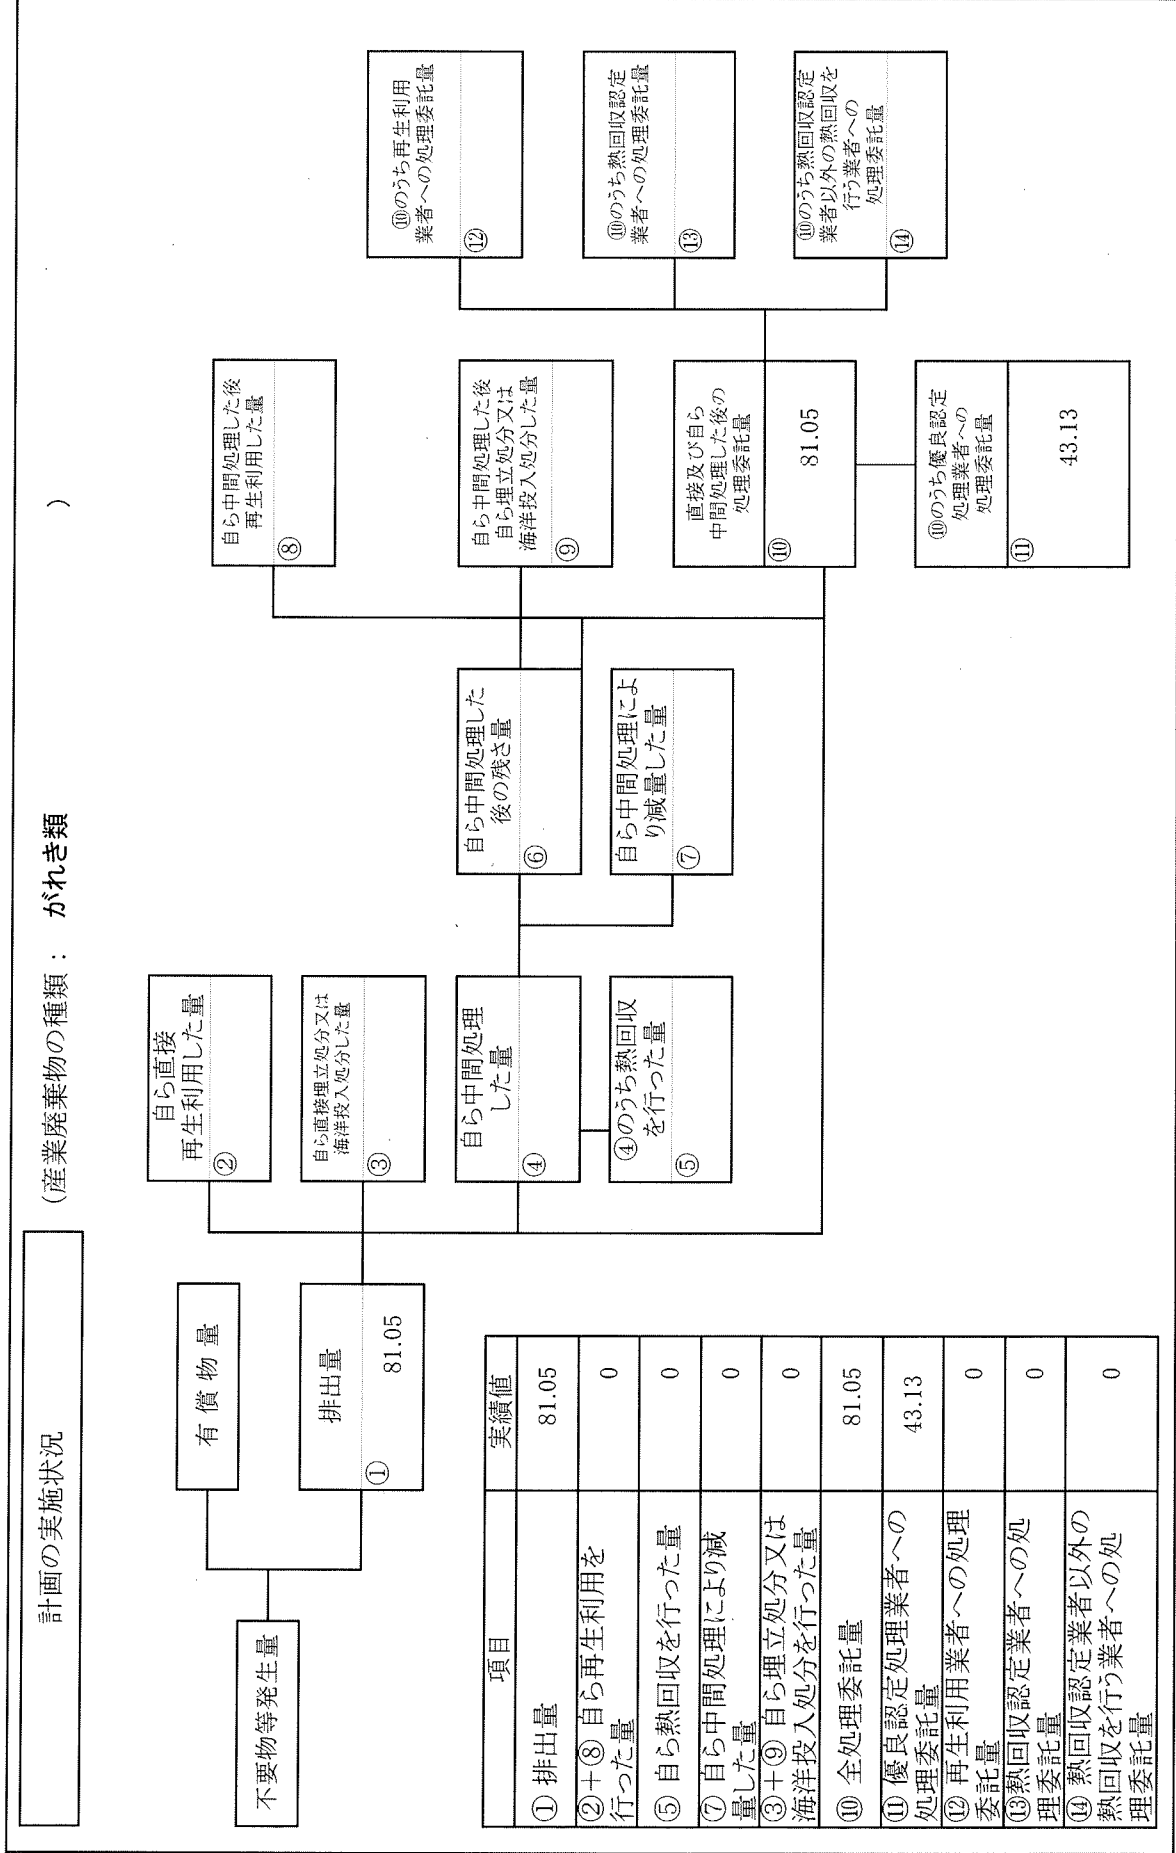 計画の実施状況
(産業廃棄物の種類： がれき類 )
不要物等発生量
有償物量
排出量
① 81.05
自ら直接
再生利用した量
②
自ら直接埋立処分又は
海洋投入処分した量
③
自ら中間処理
した量
④
④のうち熱回収
を行った量
⑤
自ら中間処理した
後の残さ量
⑥
自ら中間処理によ
り減量した量
⑦
自ら中間処理した後
再生利用した量
⑧
自ら中間処理した後
自ら埋立処分又は
海洋投入処分した量
⑨
直接及び自ら
中間処理した後の
処理委託量
⑩ 81.05
⑩のうち優良認定
処理業者への
処理委託量
⑪ 43.13
⑩のうち再生利用
業者への処理委託量
⑫
⑩のうち熱回収認定
業者への処理委託量
⑬
⑩のうち熱回収認定
業者以外の熱回収を
行う業者への
処理委託量
⑭
項目 実績値
① 排出量 81.05
②＋⑧ 自ら再生利用を
行った量 0
⑤ 自ら熱回収を行った量 0
⑦ 自ら中間処理により減
量した量 0
③＋⑨ 自ら埋立処分又は
海洋投入処分を行った量 0
⑩ 全処理委託量 81.05
⑪ 優良認定処理業者への
処理委託量 43.13
⑫ 再生利用業者への処理
委託量 0
⑬熱回収認定業者への処
理委託量 0
⑭ 熱回収認定業者以外の
熱回収を行う業者への処
理委託量 0